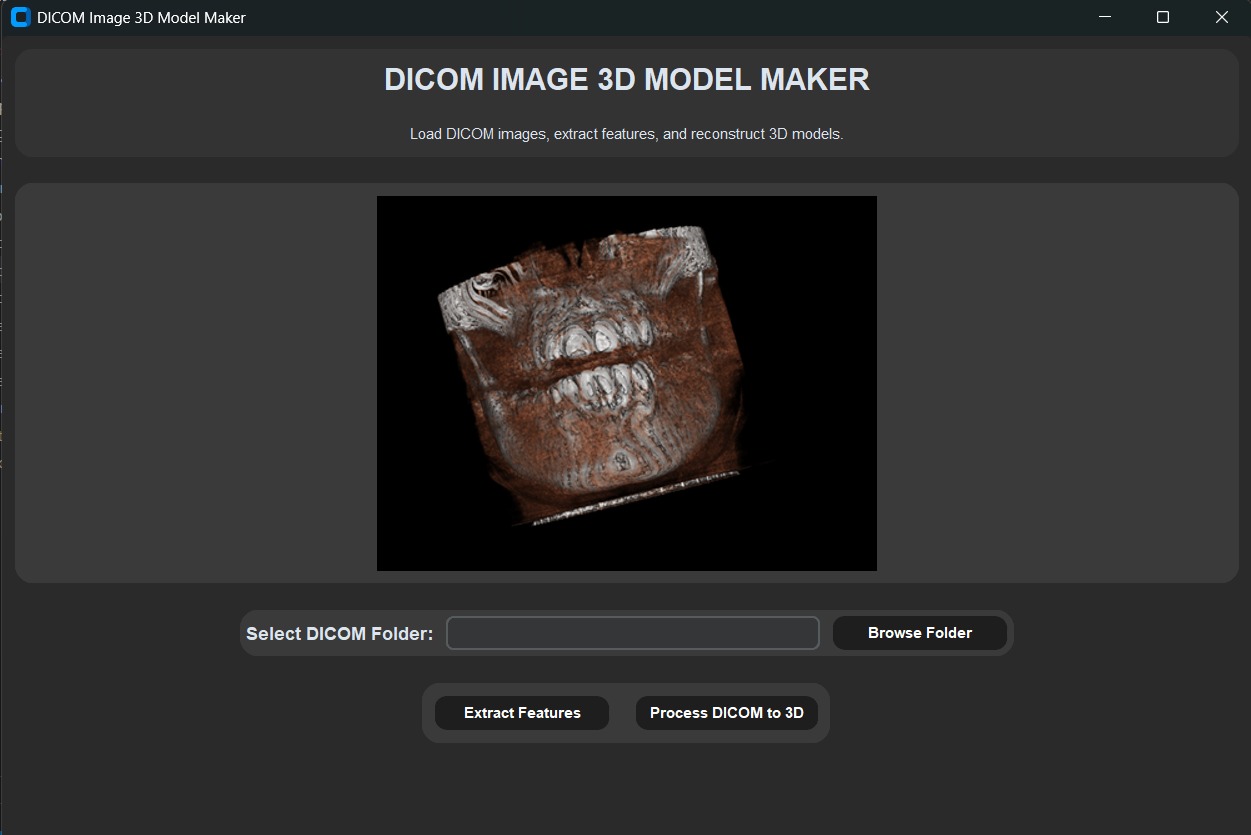 DICOM Image 3D Model Maker
DICOM IMAGE 3D MODEL MAKER
Load DICOM images, extract features, and reconstruct 3D models.
Select DICOM Folder:
Browse Folder
Extract Features
Process DICOM to 3D